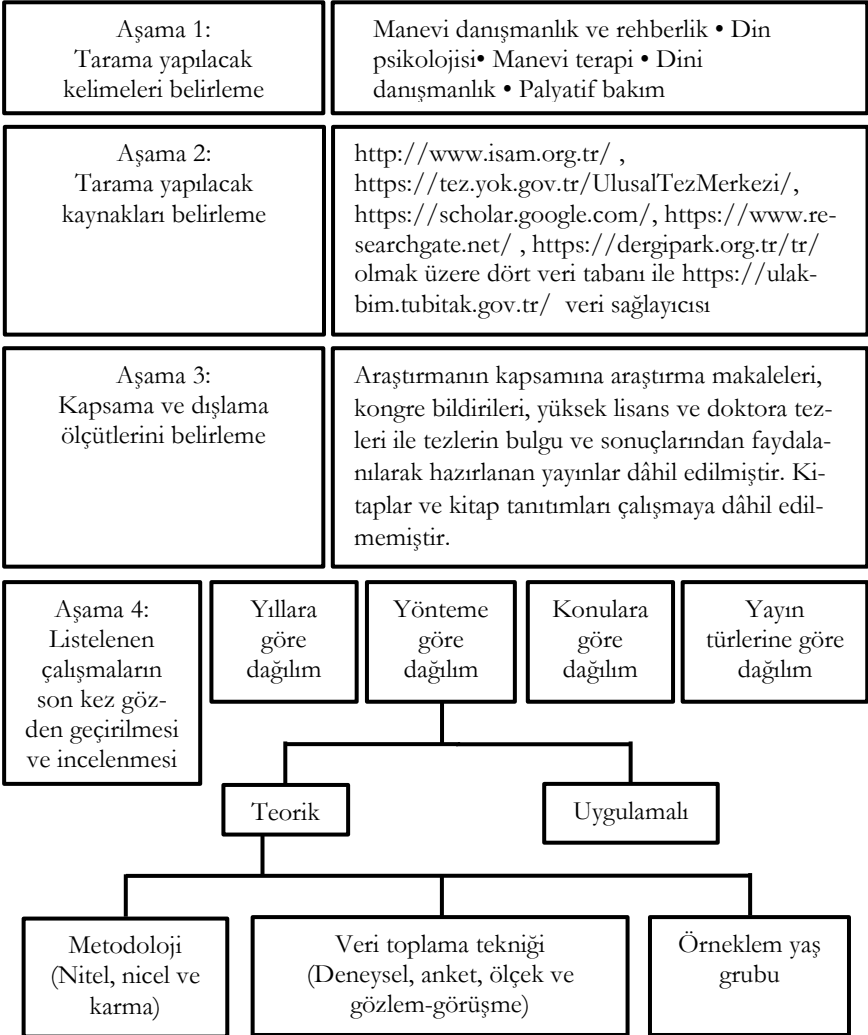 Aşama 1:
Tarama yapılacak
kelimeleri belirleme
Manevi danışmanlık ve rehberlik • Din
psikolojisi• Manevi terapi • Dini
danışmanlık • Palyatif bakım
Aşama 2:
Tarama yapılacak
kaynakları belirleme
http://www.isam.org.tr/ ,
https://tez.yok.gov.tr/UlusalTezMerkezi/,
https://scholar.google.com/, https://www.re-
searchgate.net/ , https://dergipark.org.tr/tr/
olmak üzere dört veri tabanı ile https://ulak-
bim.tubitak.gov.tr/ veri sağlayıcısı
Aşama 3:
Kapsama ve dışlama
ölçütlerini belirleme
Araştırmanın kapsamına araştırma makaleleri,
kongre bildirileri, yüksek lisans ve doktora tez-
leri ile tezlerin bulgu ve sonuçlarından faydala-
nılarak hazırlanan yayınlar dâhil edilmiştir. Ki-
taplar ve kitap tanıtımları çalışmaya dâhil edil-
memiştir.
Aşama 4:
Listelenen
çalışmaların
son kez göz-
den geçirilmesi
ve incelenmesi
Yıllara
göre
dağılım
Yönteme
göre
dağılım
Konulara
göre
dağılım
Yayın
türlerine göre
dağılım
Teorik
Uygulamalı
Metodoloji
(Nitel, nicel ve
karma)
Veri toplama tekniği
(Deneysel, anket, ölçek ve
gözlem-görüşme)
Örneklem yaş
grubu